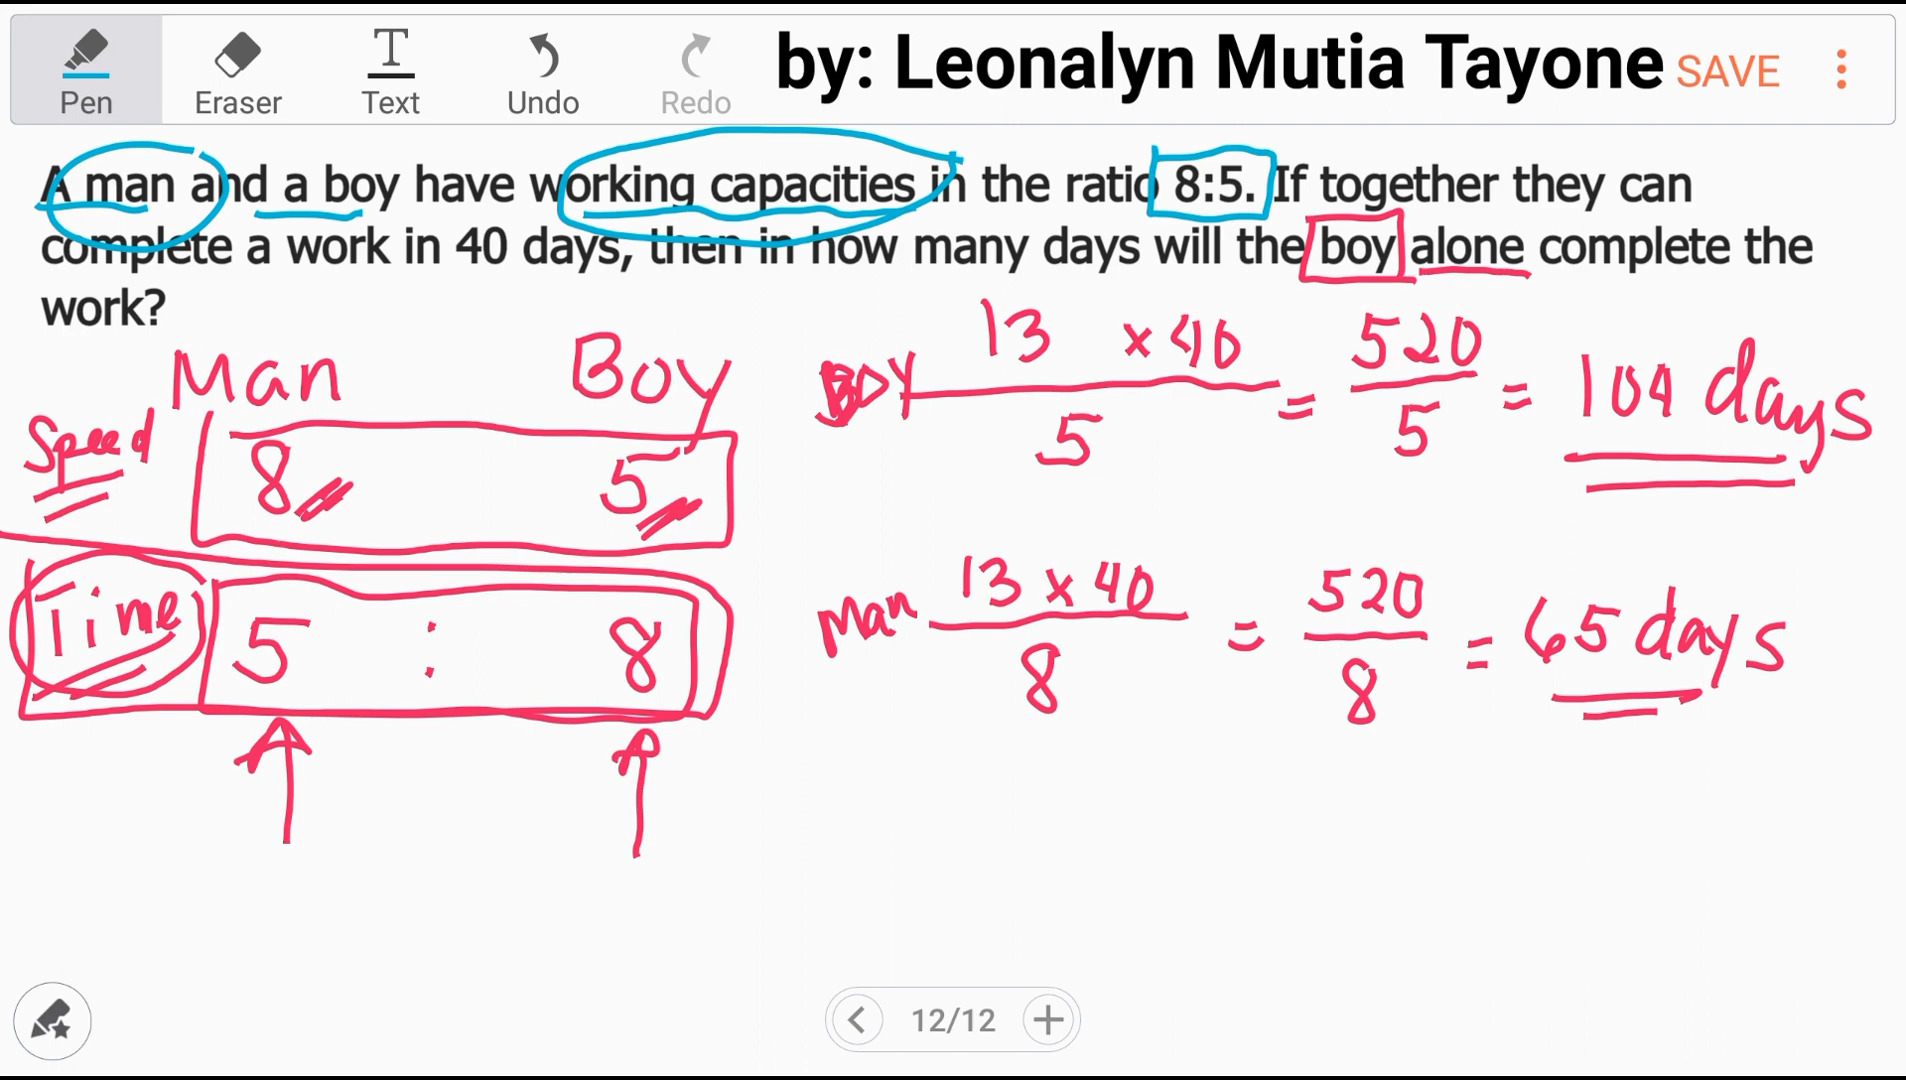 Pen
Eraser
T
Text
Undo
Redo
by: Leonalyn Mutia Tayone
SAVE
A man and a boy have working capacities in the ratio 8:5. If together they can
complete a work in 40 days, then in how many days will the boy alone complete the
work?
Man Boy
Speed 8 5
Time 5 : 8
BOY 13 x 40 / 5 = 520 / 5 = 104 days
Man 13 x 40 / 8 = 520 / 8 = 65 days
12/12